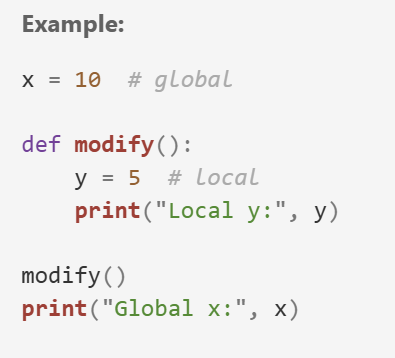 Example:
x = 10  # global
def modify():
    y = 5  # local
    print("Local y:", y)
modify()
print("Global x:", x)